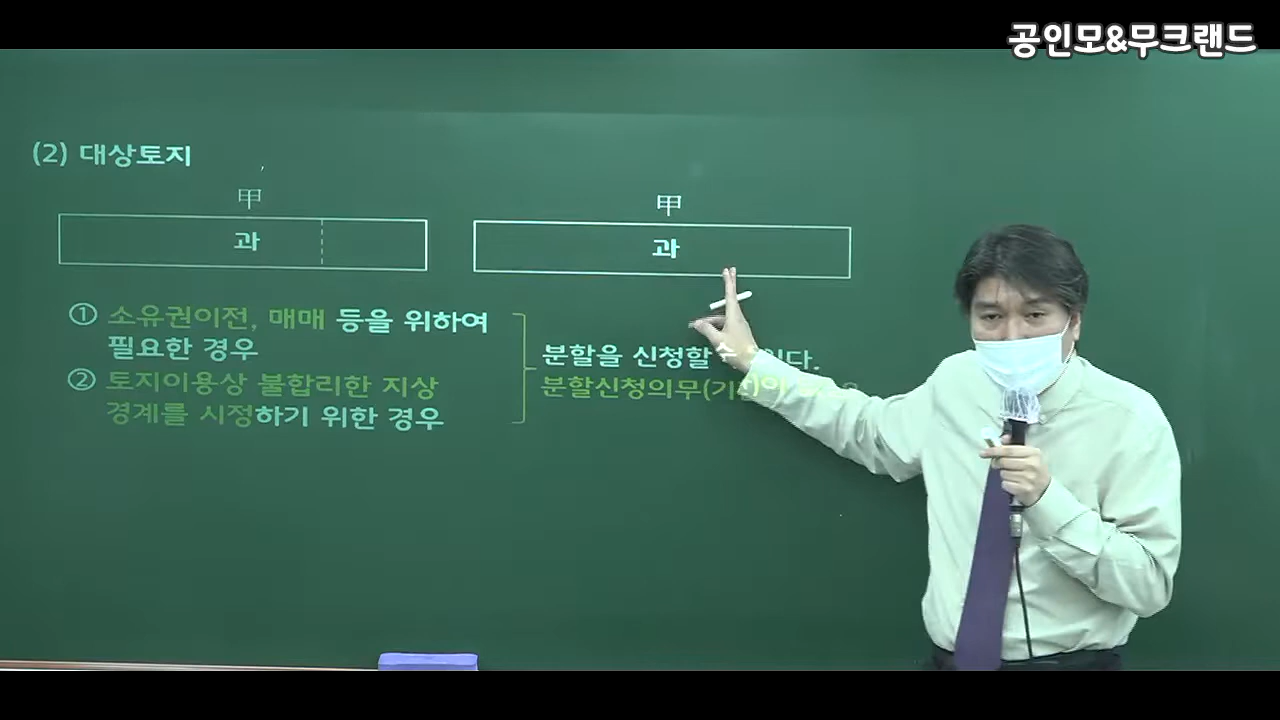 공인모&무크랜드
(2) 대상토지
甲
甲
과
과
① 소유권이전, 매매 등을 위하여
필요한 경우
② 토지이용상 불합리한 지상
경계를 시정하기 위한 경우
분할을 신청할 수
분할신청의무(기